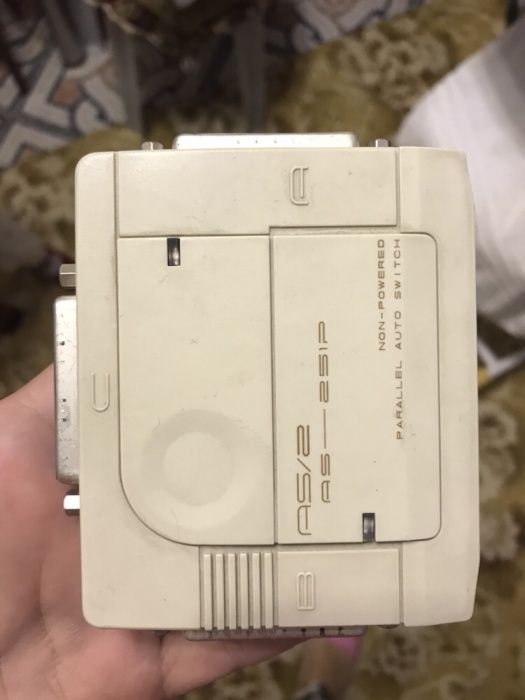 A
NON-POWERED
PARALLEL AUTO SWITCH
C
AS/2
AS-251P
B